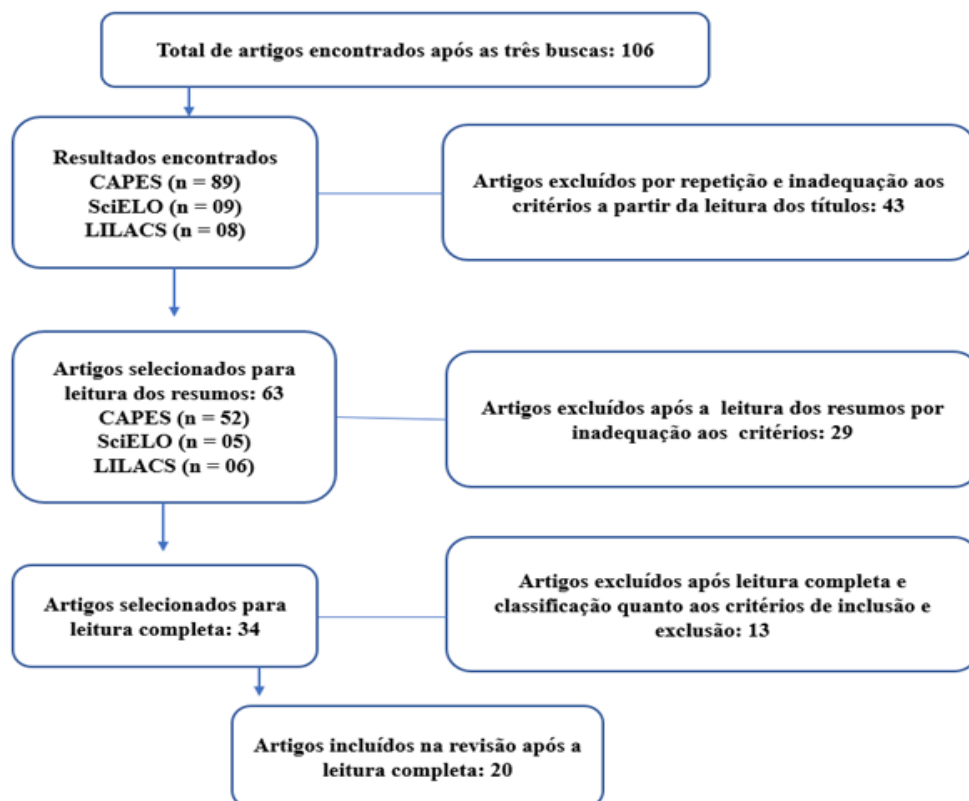 Total de artigos encontrados após as três buscas: 106
Resultados encontrados
CAPES (n = 89)
SciELO (n = 09)
LILACS (n = 08)
Artigos excluídos por repetição e inadequação aos
critérios a partir da leitura dos títulos: 43
Artigos selecionados para
leitura dos resumos: 63
CAPES (n = 52)
SciELO (n = 05)
LILACS (n = 06)
Artigos excluídos após a leitura dos resumos por
inadequação aos critérios: 29
Artigos selecionados para
leitura completa: 34
Artigos excluídos após leitura completa e
classificação quanto aos critérios de inclusão e
exclusão: 13
Artigos incluídos na revisão após a
leitura completa: 20